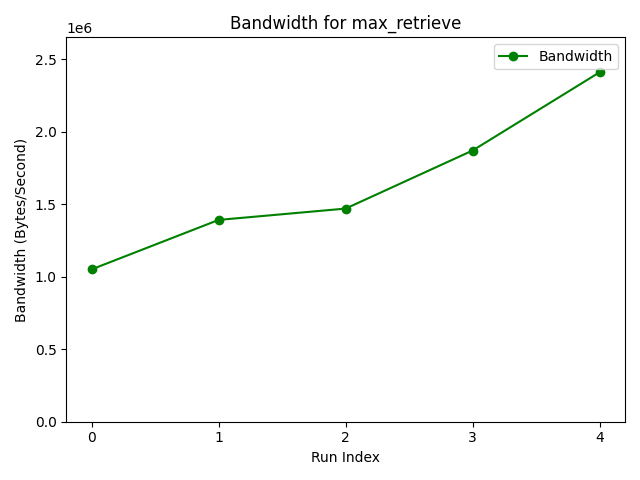 Bandwidth for max_retrieve
1e6
Bandwidth
2.5
2.0
1.5
1.0
0.5
0.0
Bandwidth (Bytes/Second)
0 1 2 3 4
Run Index